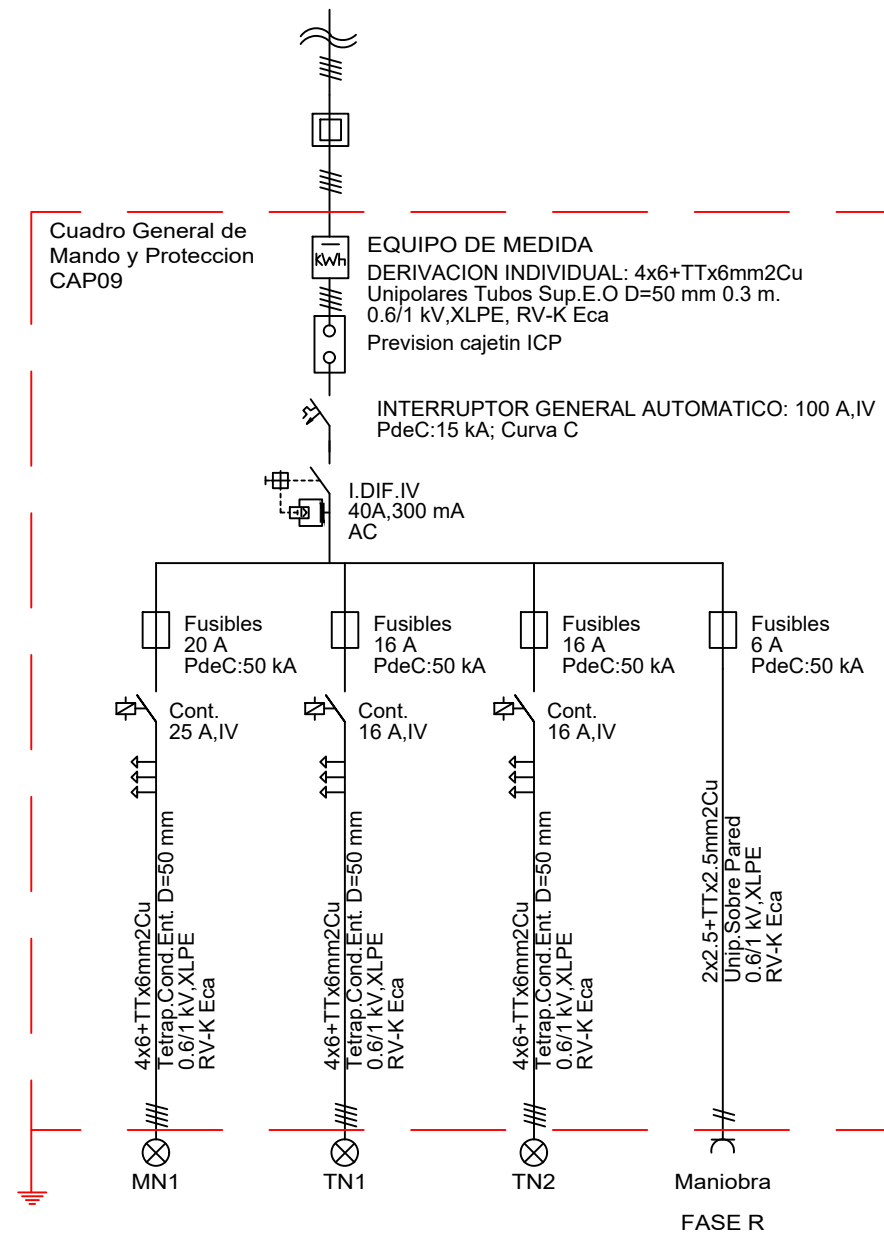 Cuadro General de
Mando y Proteccion
CAP09
kWh
EQUIPO DE MEDIDA
DERIVACION INDIVIDUAL: 4x6+TTx6mm2Cu
Unipolares Tubos Sup.E.O D=50 mm 0.3 m.
0.6/1 kV,XLPE, RV-K Eca
Prevision cajetin ICP
INTERRUPTOR GENERAL AUTOMATICO: 100 A,IV
PdeC:15 kA; Curva C
I.DIF.IV
40A,300 mA
AC
Fusibles
20 A
PdeC:50 kA
Fusibles
16 A
PdeC:50 kA
Fusibles
16 A
PdeC:50 kA
Fusibles
6 A
PdeC:50 kA
Cont.
25 A,IV
Cont.
16 A,IV
Cont.
16 A,IV
4x6+TTx6mm2Cu
Tetrap.Cond.Ent. D=50 mm
0.6/1 kV,XLPE
RV-K Eca
4x6+TTx6mm2Cu
Tetrap.Cond.Ent. D=50 mm
0.6/1 kV,XLPE
RV-K Eca
4x6+TTx6mm2Cu
Tetrap.Cond.Ent. D=50 mm
0.6/1 kV,XLPE
RV-K Eca
2x2.5+TTx2.5mm2Cu
Unip.Sobre Pared
0.6/1 kV,XLPE
RV-K Eca
MN1
TN1
TN2
Maniobra
FASE R